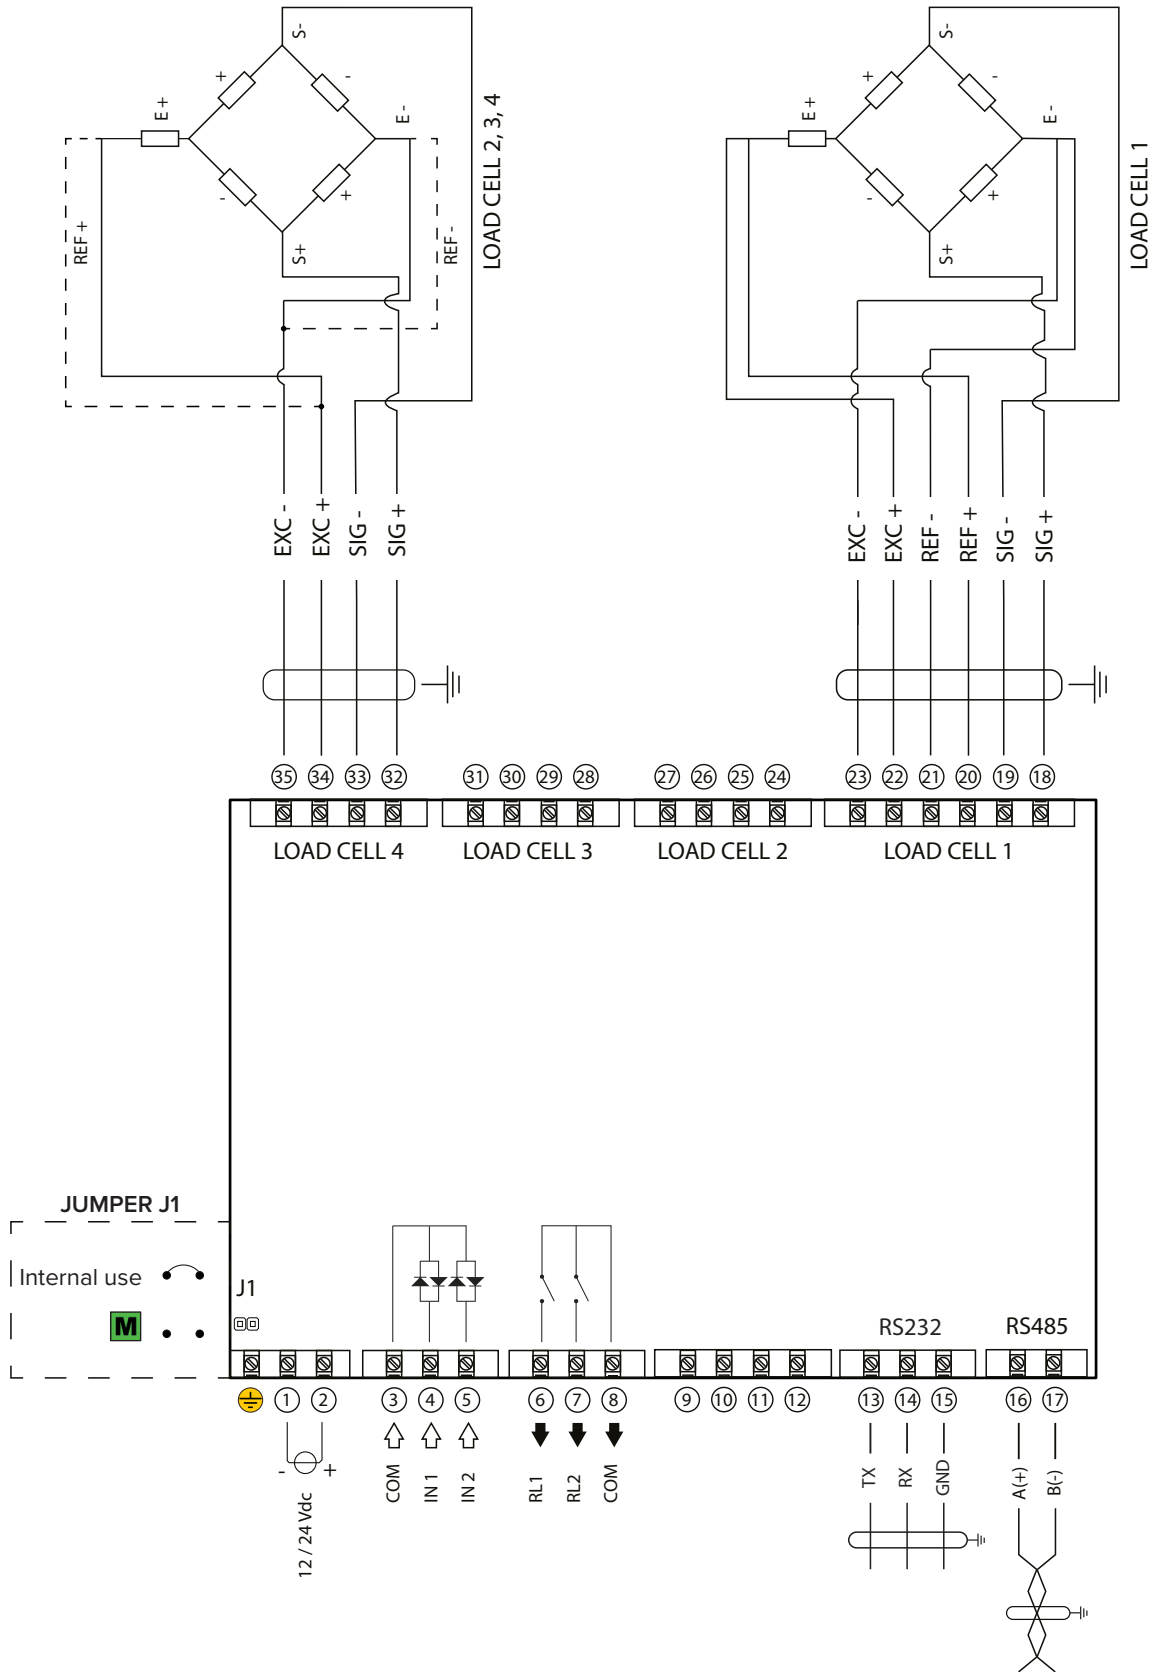 S-
S-
+
-
+
-
E +
E -
E +
E -
LOAD CELL 2, 3, 4
LOAD CELL 1
-
+
-
+
REF +
S+
REF -
S+
EXC -
EXC +
SIG -
SIG +
EXC -
EXC +
REF -
REF +
SIG -
SIG +
35 34 33 32 31 30 29 28 27 26 25 24 23 22 21 20 19 18
LOAD CELL 4 LOAD CELL 3 LOAD CELL 2 LOAD CELL 1
JUMPER J1
Internal use
J1
M
RS232 RS485
1 2 3 4 5 6 7 8 9 10 11 12 13 14 15 16 17
- +
12 / 24 Vdc
COM
IN 1
IN 2
RL1
RL2
COM
TX
RX
GND
A(+)
B(-)